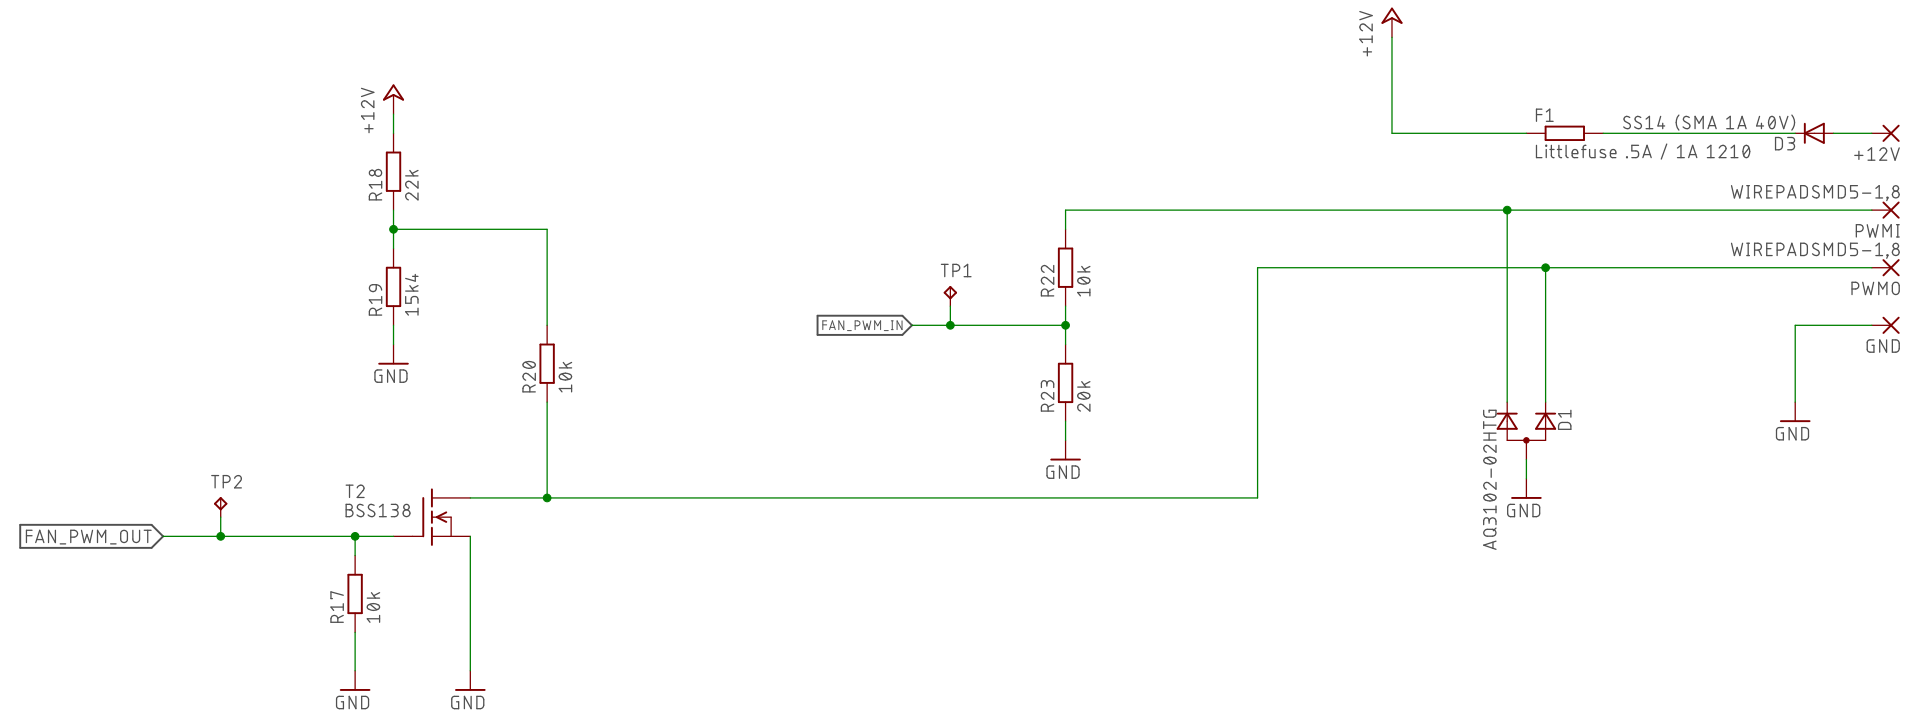 +12V
+12V
F1
SS14 (SMA 1A 40V)
D3
Littlefuse .5A / 1A 1210
+12V
WIREPADSMD5-1,8
PWMI
WIREPADSMD5-1,8
PWMO
GND
GND
R18
22k
R19
15k4
GND
R20
10k
TP1
FAN_PWM_IN
R22
10k
R23
20k
GND
AQ3102-02HTG
D1
GND
TP2
FAN_PWM_OUT
T2
BSS138
R17
10k
GND
GND